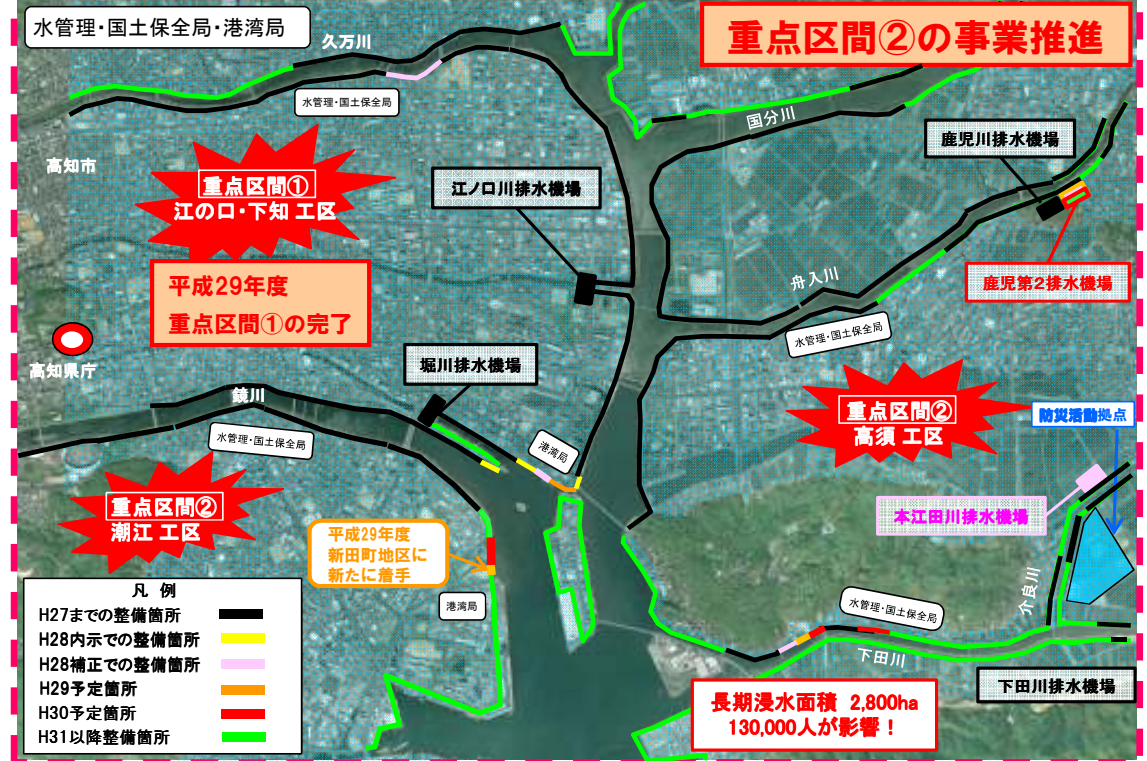 水管理・国土保全局・港湾局
重点区間②の事業推進
久万川
水管理・国土保全局
国分川
鹿児川排水機場
高知市
重点区間①
江の口・下知 工区
江ノ口川排水機場
平成29年度
重点区間①の完了
鹿児第2排水機場
舟入川
水管理・国土保全局
高知県庁
堀川排水機場
鏡川
水管理・国土保全局
港湾局
重点区間②
高須 工区
防災活動拠点
重点区間②
潮江 工区
本江田川排水機場
平成29年度
新田町地区に
新たに着手
港湾局
介良川
水管理・国土保全局
下田川
下田川排水機場
長期浸水面積 2,800ha
130,000人が影響！
凡 例
H27までの整備箇所
H28内示での整備箇所
H28補正での整備箇所
H29予定箇所
H30予定箇所
H31以降整備箇所